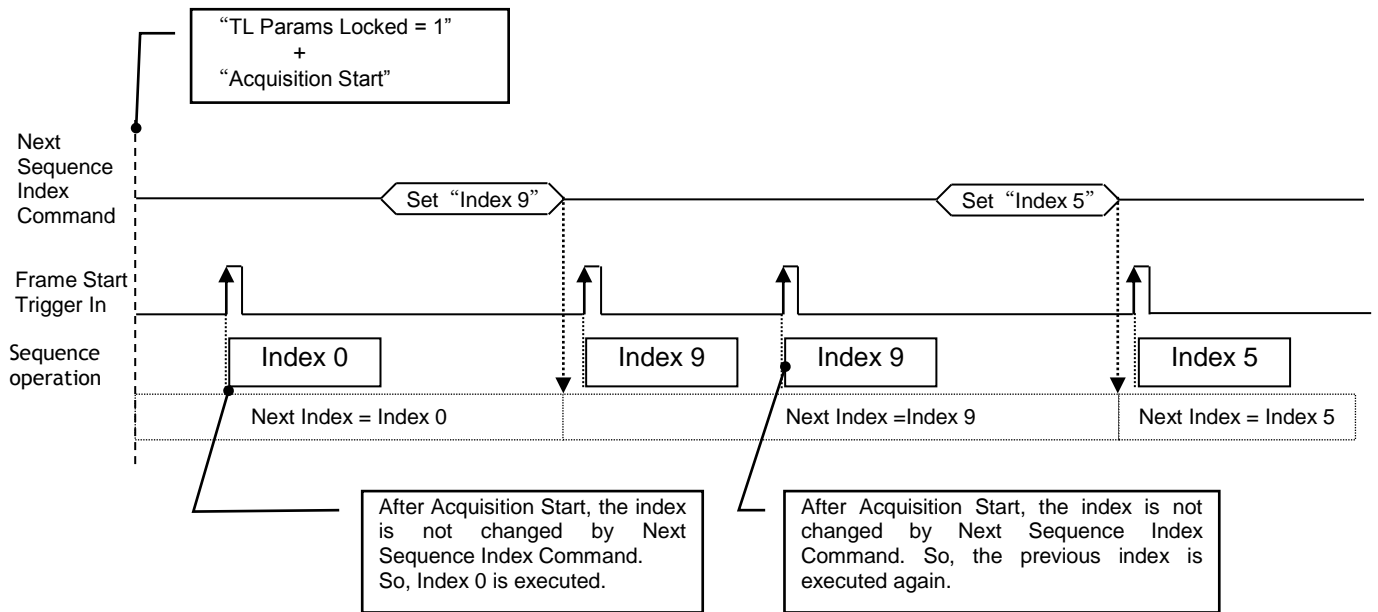 “TL Params Locked = 1”
+
“Acquisition Start”
Next
Sequence
Index
Command
Set “Index 9”
Set “Index 5”
Frame Start
Trigger In
Sequence
operation
Index 0
Index 9
Index 9
Index 5
Next Index = Index 0
Next Index =Index 9
Next Index = Index 5
After Acquisition Start, the index
is not changed by Next
Sequence Index Command.
So, Index 0 is executed.
After Acquisition Start, the index is not
changed by Next Sequence Index
Command. So, the previous index is
executed again.